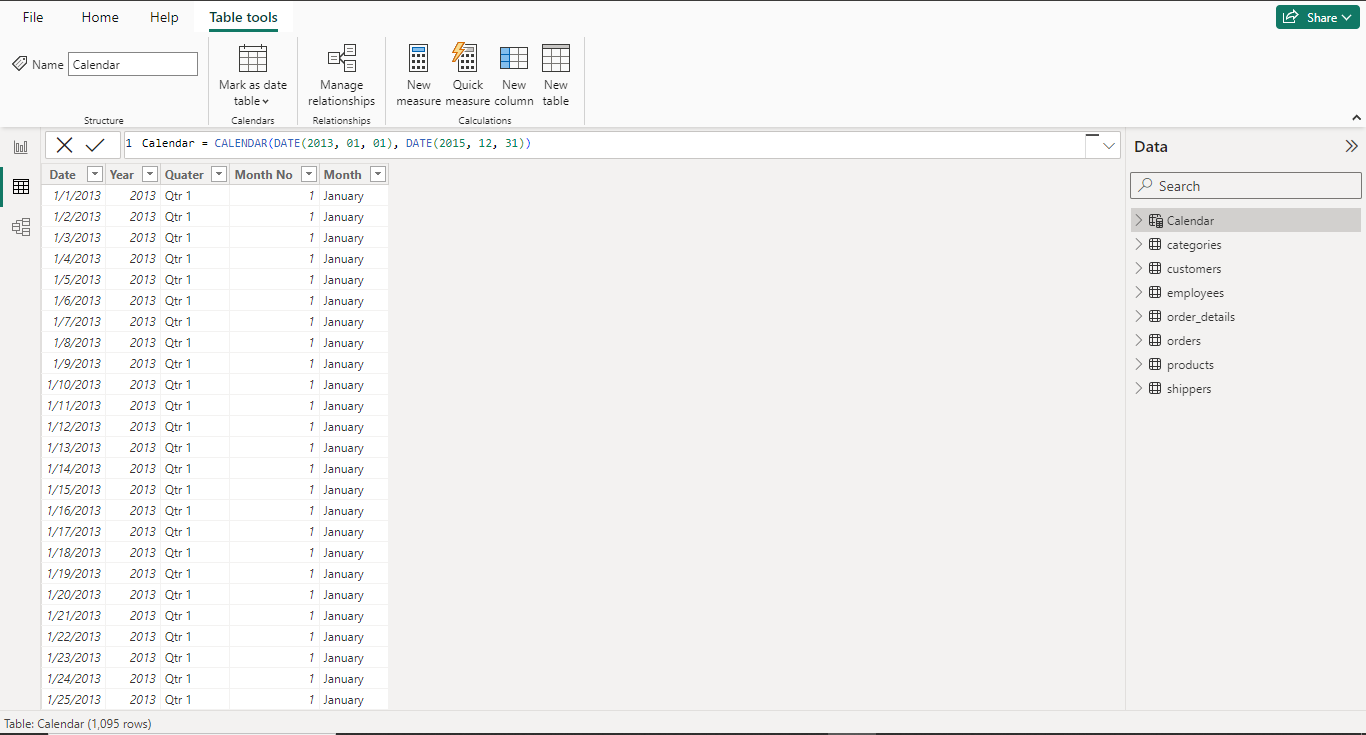 File Home Help Table tools Share
Name Calendar
Mark as date table
Manage relationships
New measure
Quick measure
New column
New table
Structure Calendars Relationships Calculations
1 Calendar = CALENDAR(DATE(2013, 01, 01), DATE(2015, 12, 31))
Date Year Quater Month No Month
1/1/2013 2013 Qtr 1 1 January
1/2/2013 2013 Qtr 1 1 January
1/3/2013 2013 Qtr 1 1 January
1/4/2013 2013 Qtr 1 1 January
1/5/2013 2013 Qtr 1 1 January
1/6/2013 2013 Qtr 1 1 January
1/7/2013 2013 Qtr 1 1 January
1/8/2013 2013 Qtr 1 1 January
1/9/2013 2013 Qtr 1 1 January
1/10/2013 2013 Qtr 1 1 January
1/11/2013 2013 Qtr 1 1 January
1/12/2013 2013 Qtr 1 1 January
1/13/2013 2013 Qtr 1 1 January
1/14/2013 2013 Qtr 1 1 January
1/15/2013 2013 Qtr 1 1 January
1/16/2013 2013 Qtr 1 1 January
1/17/2013 2013 Qtr 1 1 January
1/18/2013 2013 Qtr 1 1 January
1/19/2013 2013 Qtr 1 1 January
1/20/2013 2013 Qtr 1 1 January
1/21/2013 2013 Qtr 1 1 January
1/22/2013 2013 Qtr 1 1 January
1/23/2013 2013 Qtr 1 1 January
1/24/2013 2013 Qtr 1 1 January
1/25/2013 2013 Qtr 1 1 January
Data
Search
Calendar
categories
customers
employees
order_details
orders
products
shippers
Table: Calendar (1,095 rows)